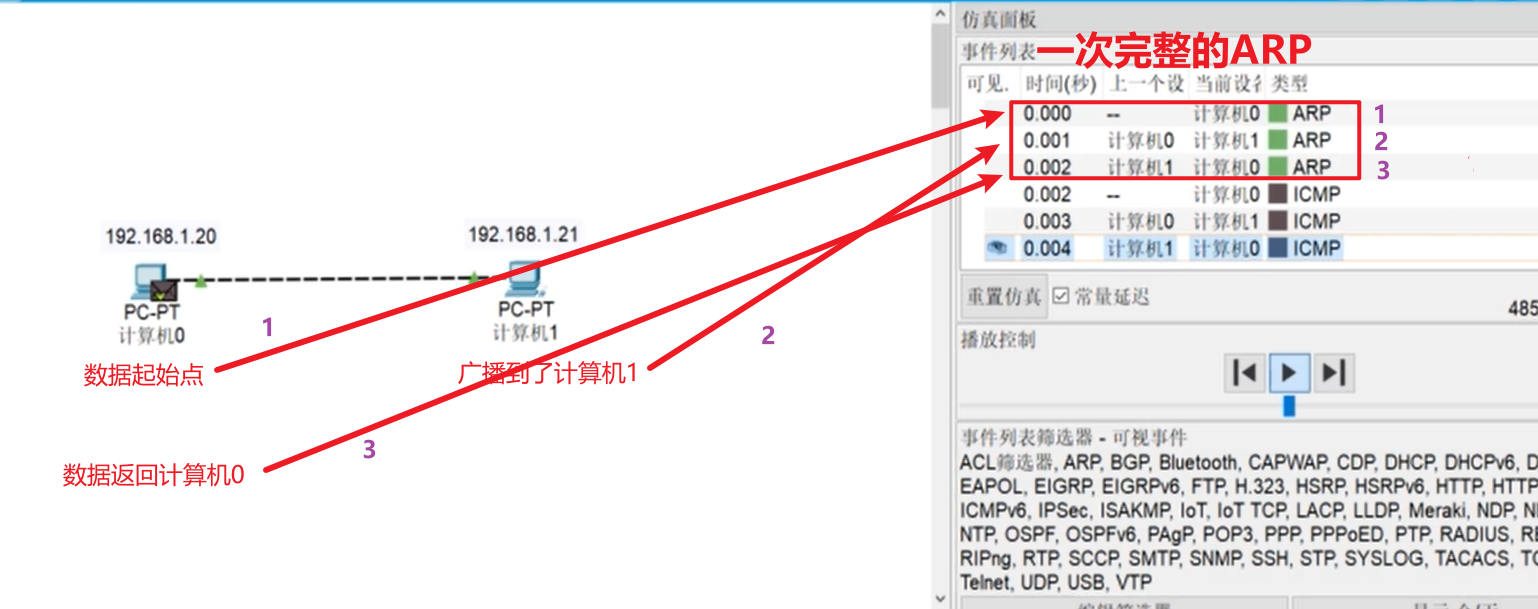 仿真面板
事件列表
一次完整的ARP
可见. 时间(秒) 上一个设 当前设备 类型
0.000 -- 计算机0 ARP 1
0.001 计算机0 计算机1 ARP 2
0.002 计算机1 计算机0 ARP 3
0.002 -- 计算机0 ICMP
0.003 计算机0 计算机1 ICMP
0.004 计算机1 计算机0 ICMP
192.168.1.20
192.168.1.21
PC-PT
计算机0
PC-PT
计算机1
1
2
3
数据起始点
广播到了计算机1
数据返回计算机0
重置仿真 常量延迟
485
播放控制
事件列表筛选器 - 可视事件
ACL筛选器, ARP, BGP, Bluetooth, CAPWAP, CDP, DHCP, DHCPv6, D
EAPOL, EIGRP, EIGRPv6, FTP, H.323, HSRP, HSRPv6, HTTP, HTTP
ICMPv6, IPSec, ISAKMP, IoT, IoT TCP, LACP, LLDP, Meraki, NDP,
NTP, OSPF, OSPFv6, PAgP, POP3, PPP, PPPoED, PTP, RADIUS,
RIPng, RTP, SCCP, SMTP, SNMP, SSH, STP, SYSLOG, TACACS,
Telnet, UDP, USB, VTP